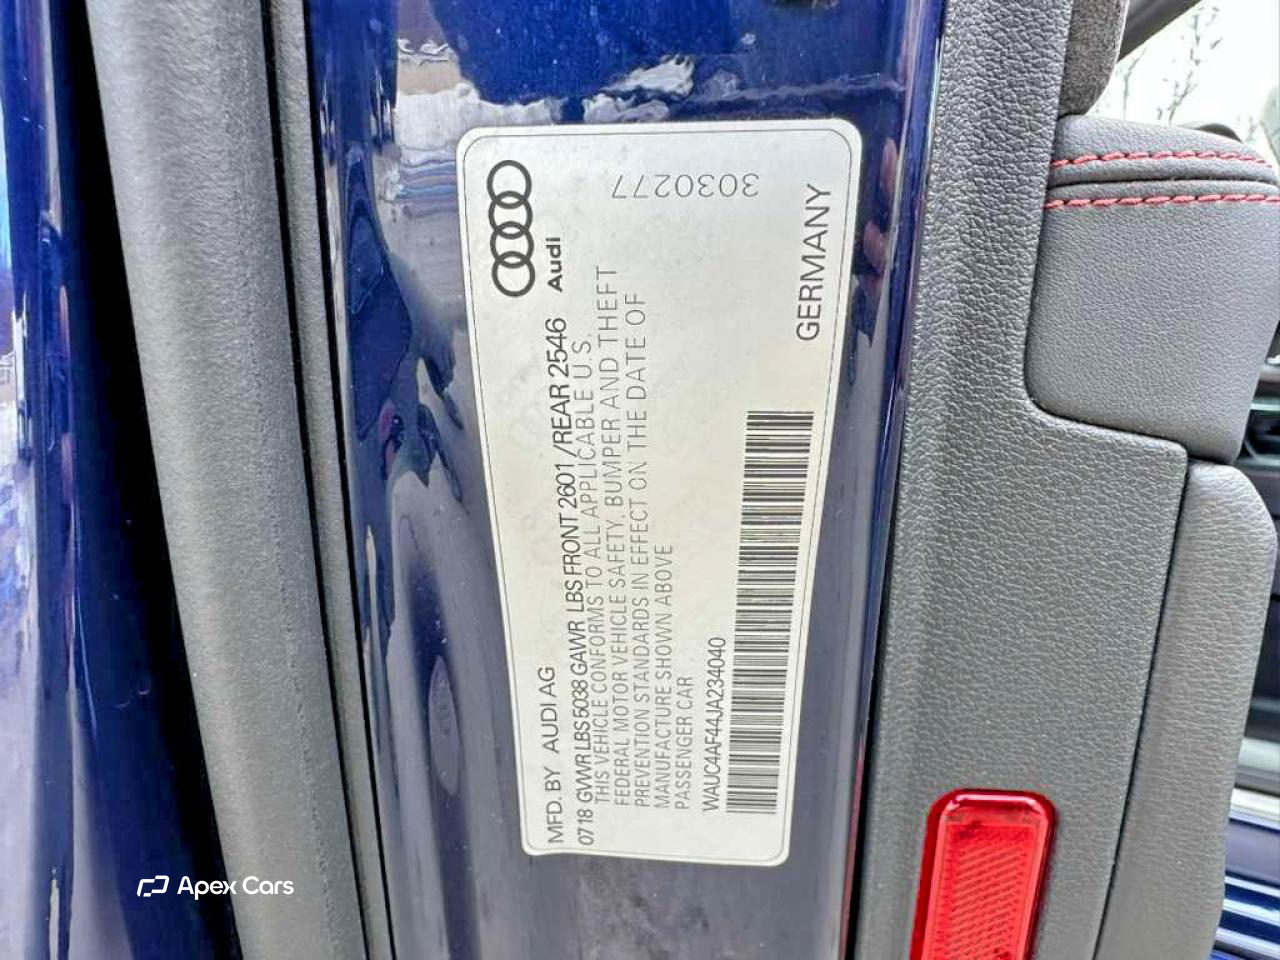 MFD. BY AUDI AG
0718 GVWR LBS 5038 GAWR LBS FRONT 2601 /REAR 2546
THIS VEHICLE CONFORMS TO ALL APPLICABLE U.S.
FEDERAL MOTOR VEHICLE SAFETY, BUMPER AND THEFT
PREVENTION STANDARDS IN EFFECT ON THE DATE OF
MANUFACTURE SHOWN ABOVE
PASSENGER CAR
WAUC4AF44JA234040
Audi
GERMANY
3030277
Apex Cars